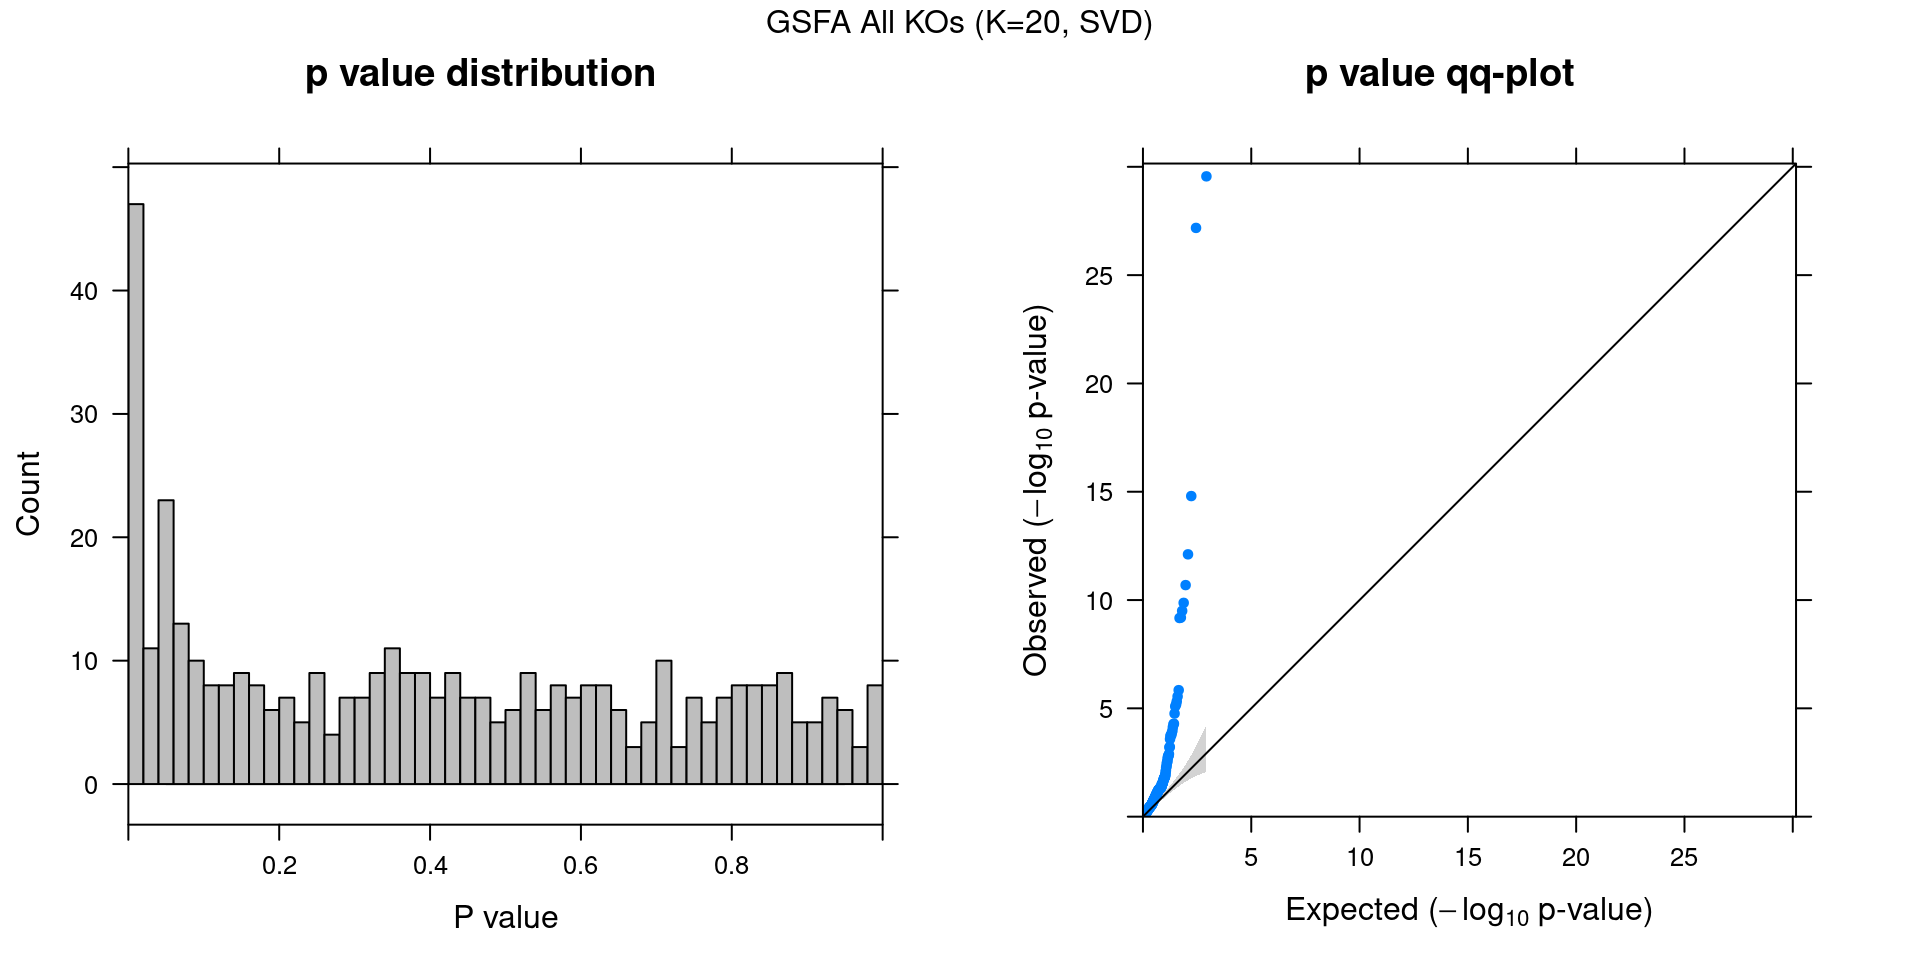 GSFA All KOs (K=20, SVD)
p value distribution
40
30
20
10
0
Count
0.2 0.4 0.6 0.8
P value
p value qq-plot
25
20
15
10
5
Observed (−log10 p-value)
5 10 15 20 25
Expected (−log10 p-value)